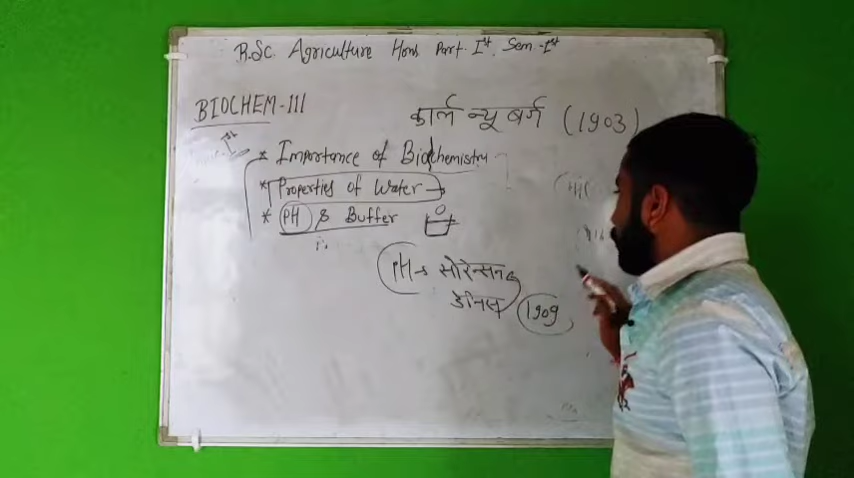 B.Sc. Agriculture Hons Part. Ist. Sem-Ist
BIOCHEM-III
कार्ल न्यू बर्ग (1903)
* Importance of Biochemistry
* Properties of Water →
* PH & Buffer
PH → सोरेन्सन
डेनिस 1909